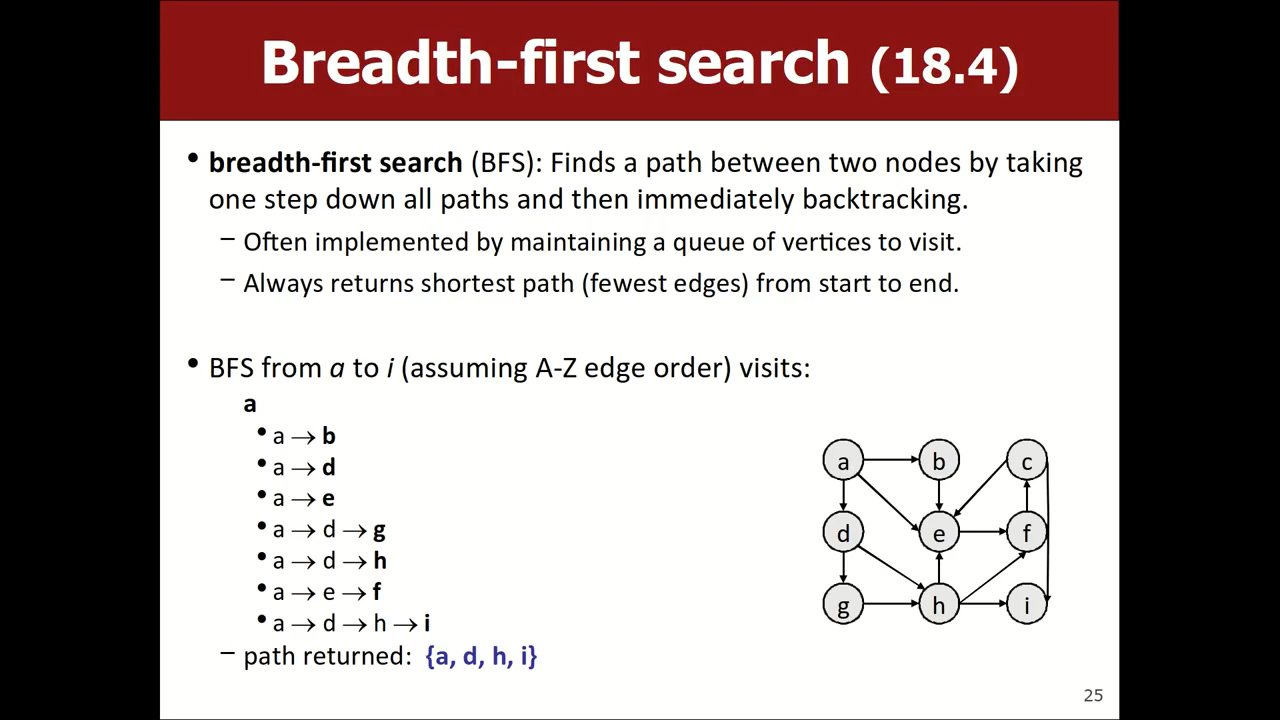 Breadth-first search (18.4)
• breadth-first search (BFS): Finds a path between two nodes by taking
one step down all paths and then immediately backtracking.
– Often implemented by maintaining a queue of vertices to visit.
– Always returns shortest path (fewest edges) from start to end.
• BFS from a to i (assuming A-Z edge order) visits:
a
• a → b
• a → d
• a → e
• a → d → g
• a → d → h
• a → e → f
• a → d → h → i
– path returned: {a, d, h, i}
a b c
d e f
g h i
25